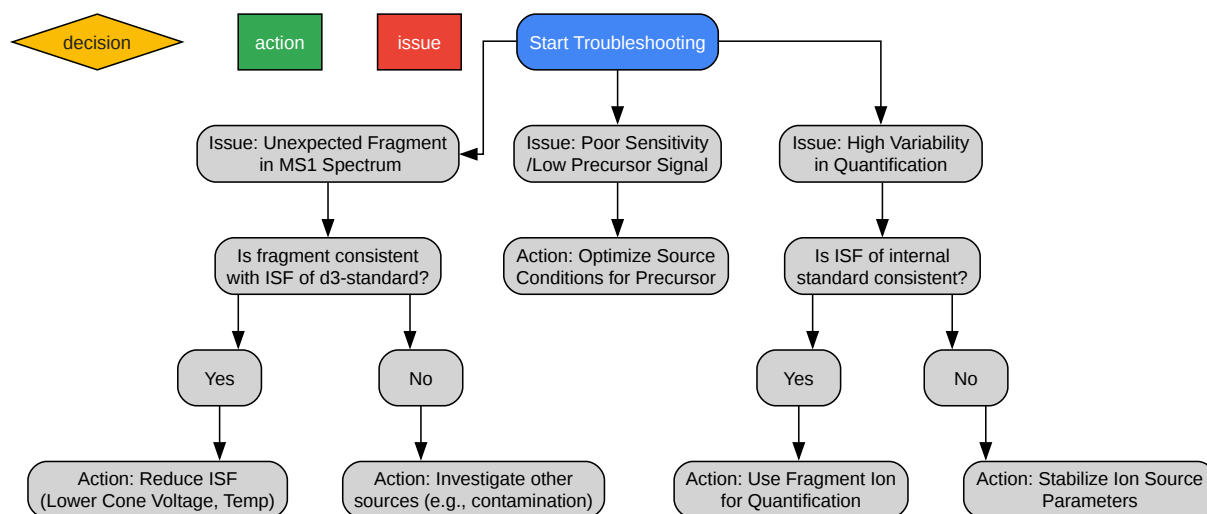 decision
action
issue
Start Troubleshooting
Issue: Unexpected Fragment
in MS1 Spectrum
Issue: Poor Sensitivity
/Low Precursor Signal
Issue: High Variability
in Quantification
Is fragment consistent
with ISF of d3-standard?
Action: Optimize Source
Conditions for Precursor
Is ISF of internal
standard consistent?
Yes
No
Yes
No
Action: Reduce ISF
(Lower Cone Voltage, Temp)
Action: Investigate other
sources (e.g., contamination)
Action: Use Fragment Ion
for Quantification
Action: Stabilize Ion Source
Parameters